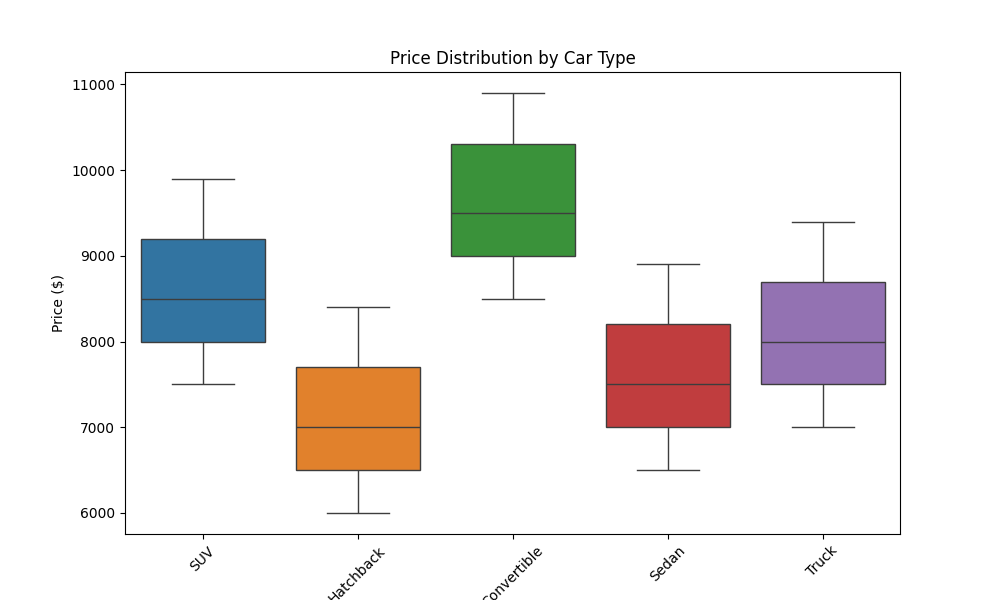 Price Distribution by Car Type
Price ($)
11000
10000
9000
8000
7000
6000
SUV
Hatchback
Convertible
Sedan
Truck